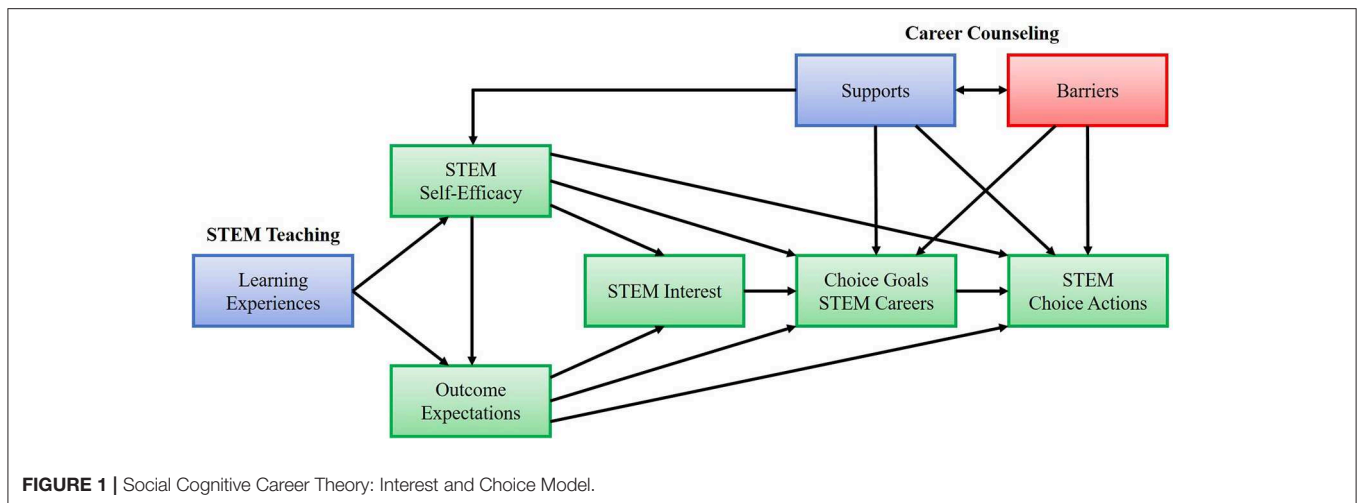 Career Counseling
Supports
Barriers
STEM
Self-Efficacy
STEM Teaching
Learning
Experiences
STEM Interest
Choice Goals
STEM Careers
STEM
Choice Actions
Outcome
Expectations
FIGURE 1 | Social Cognitive Career Theory: Interest and Choice Model.